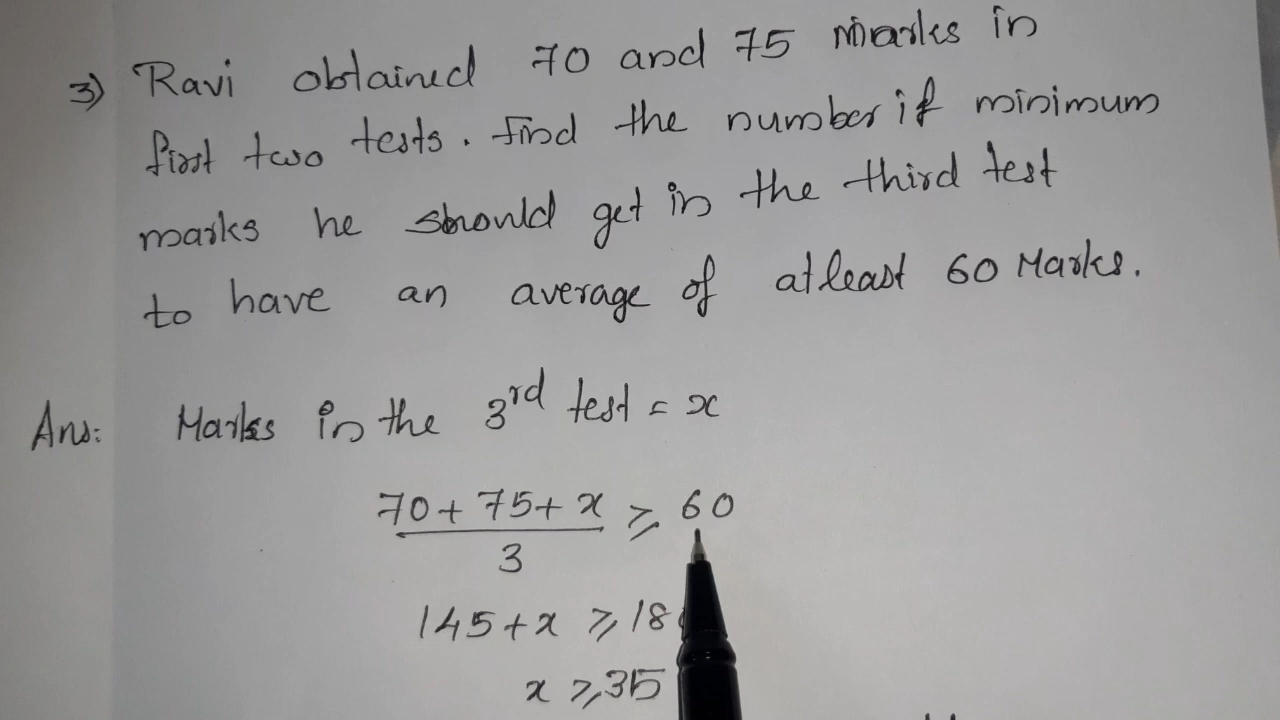 3) Ravi obtained 70 and 75 marks in
first two tests. Find the number if minimum
marks he should get in the third test
to have an average of atleast 60 Marks.
Ans: Marks in the 3rd test = x
70 + 75 + x ≥ 60
3
145 + x ≥ 18
x ≥ 35